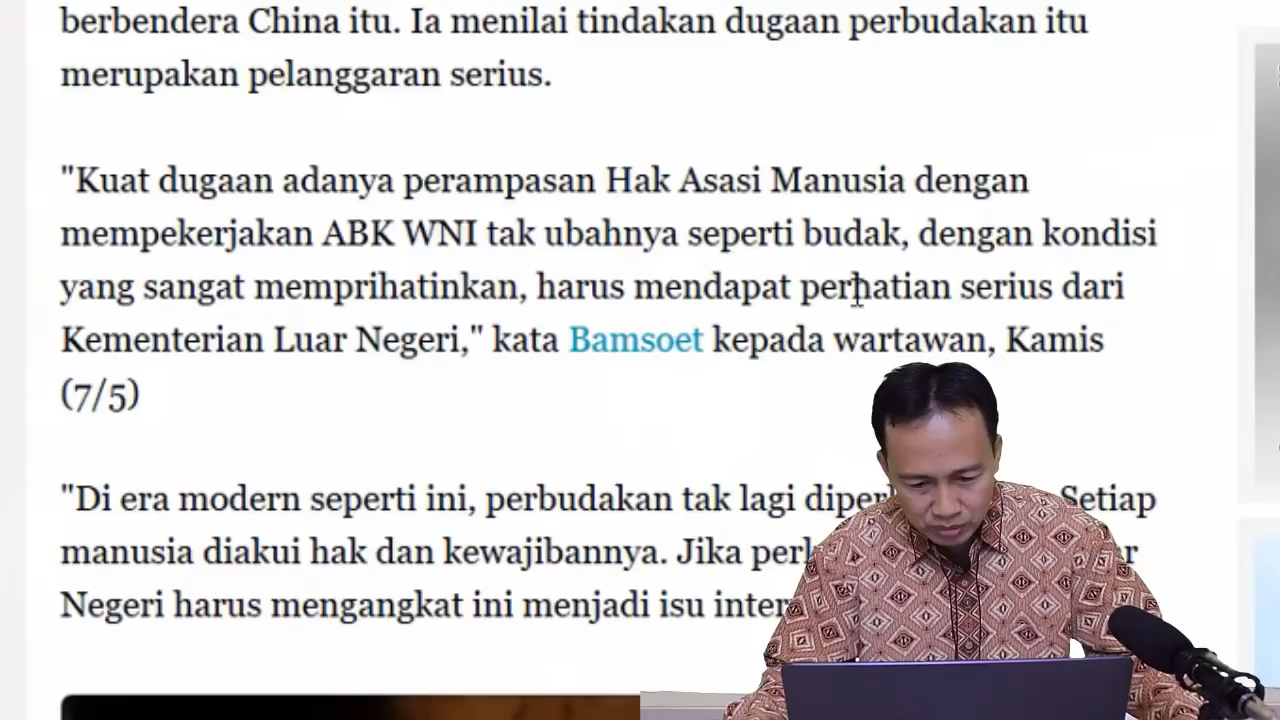 berbendera China itu. Ia menilai tindakan dugaan perbudakan itu
merupakan pelanggaran serius.
"Kuat dugaan adanya perampasan Hak Asasi Manusia dengan
mempekerjakan ABK WNI tak ubahnya seperti budak, dengan kondisi
yang sangat memprihatinkan, harus mendapat perhatian serius dari
Kementerian Luar Negeri," kata Bamsoet kepada wartawan, Kamis
(7/5)
"Di era modern seperti ini, perbudakan tak lagi Setiap
manusia diakui hak dan kewajibannya. Jika
Negeri harus mengangkat ini menjadi isu